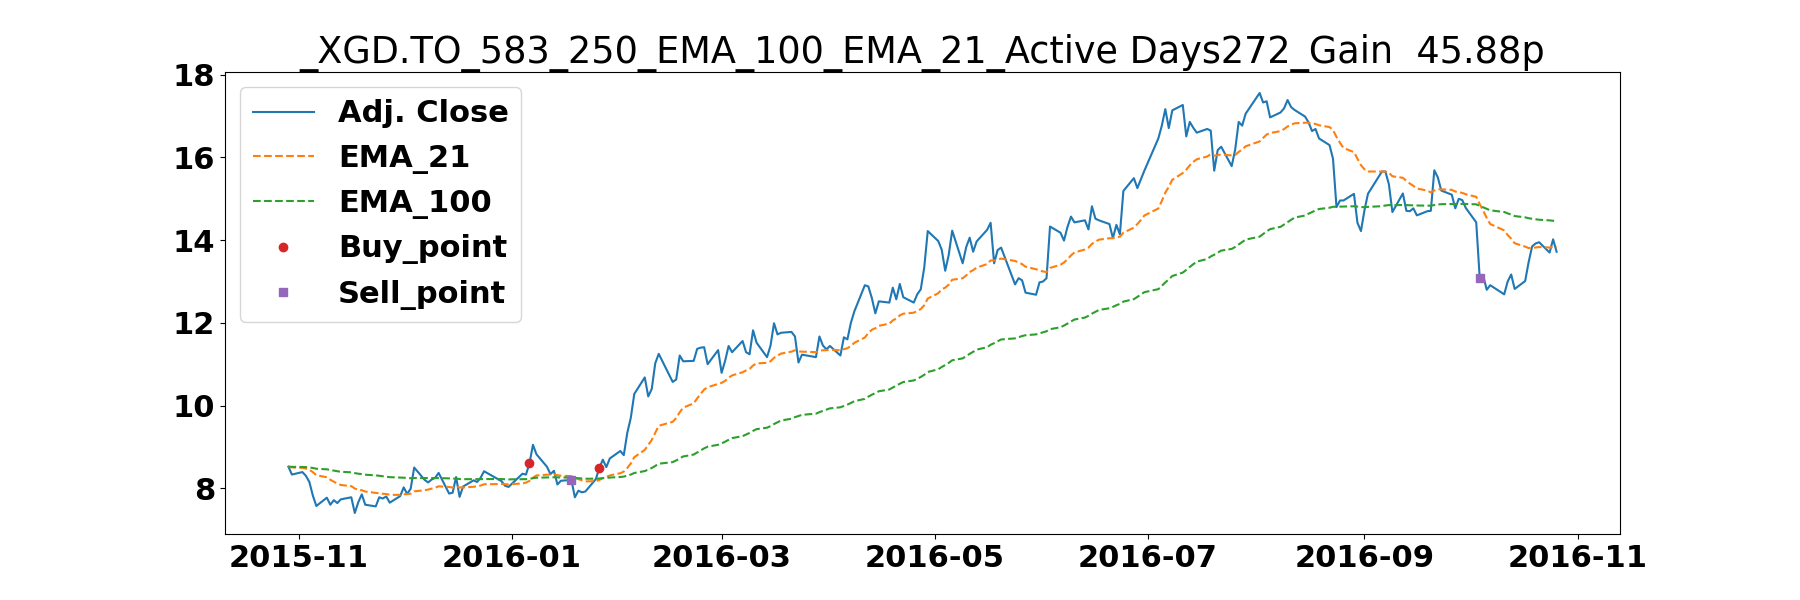 _XGD.TO_583_250_EMA_100_EMA_21_Active Days272_Gain  45.88p
18
16
14
12
10
8
Adj. Close
EMA_21
EMA_100
Buy_point
Sell_point
2015-11
2016-01
2016-03
2016-05
2016-07
2016-09
2016-11